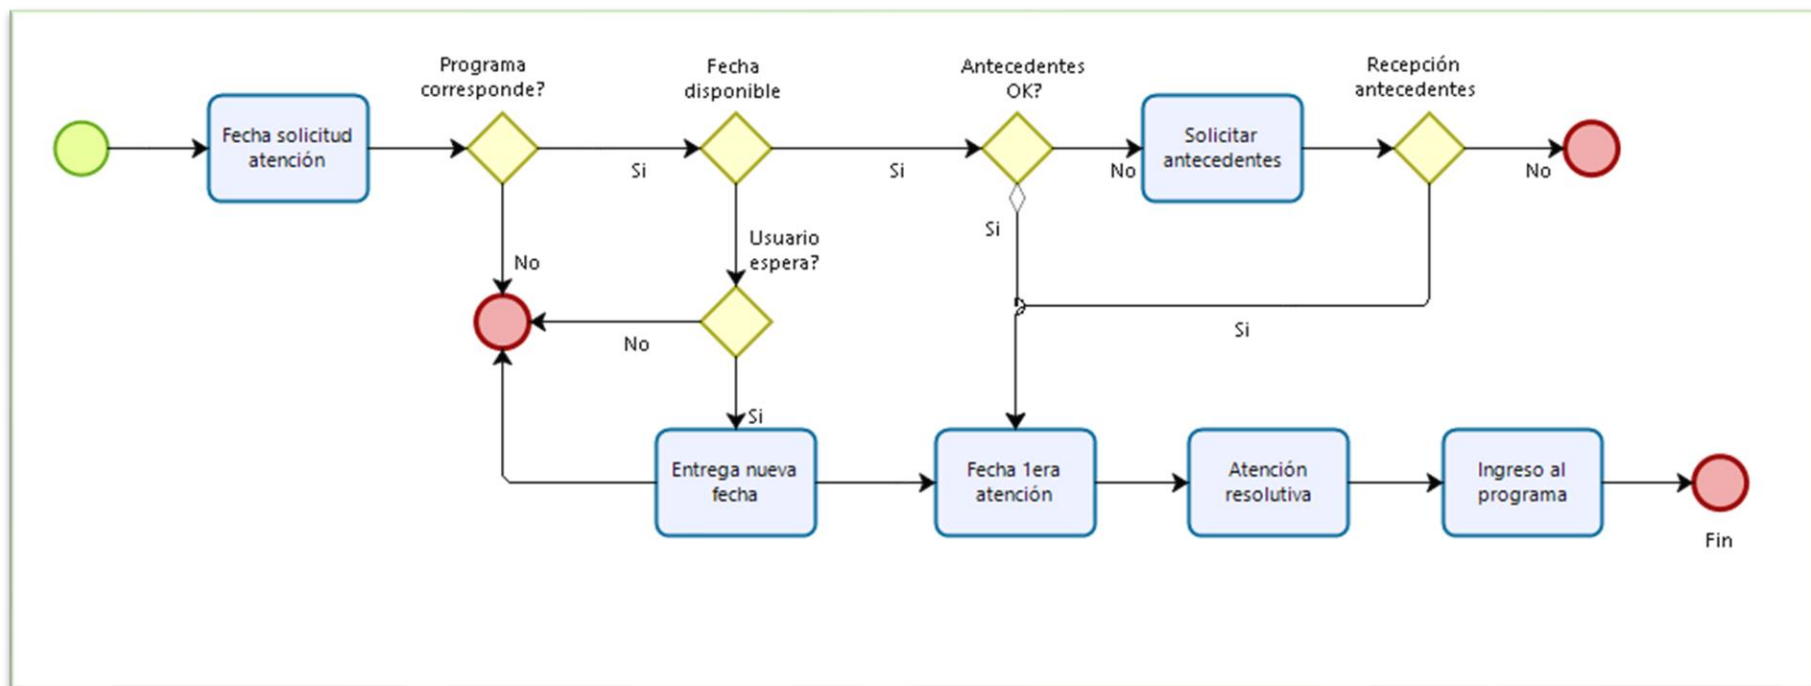 Programa
corresponde?
Fecha
disponible
Antecedentes
OK?
Recepción
antecedentes
Fecha solicitud
atención
Solicitar
antecedentes
Si
Si
No
No
Si
Usuario
espera?
No
No
Si
Si
Entrega nueva
fecha
Fecha 1era
atención
Atención
resolutiva
Ingreso al
programa
Fin